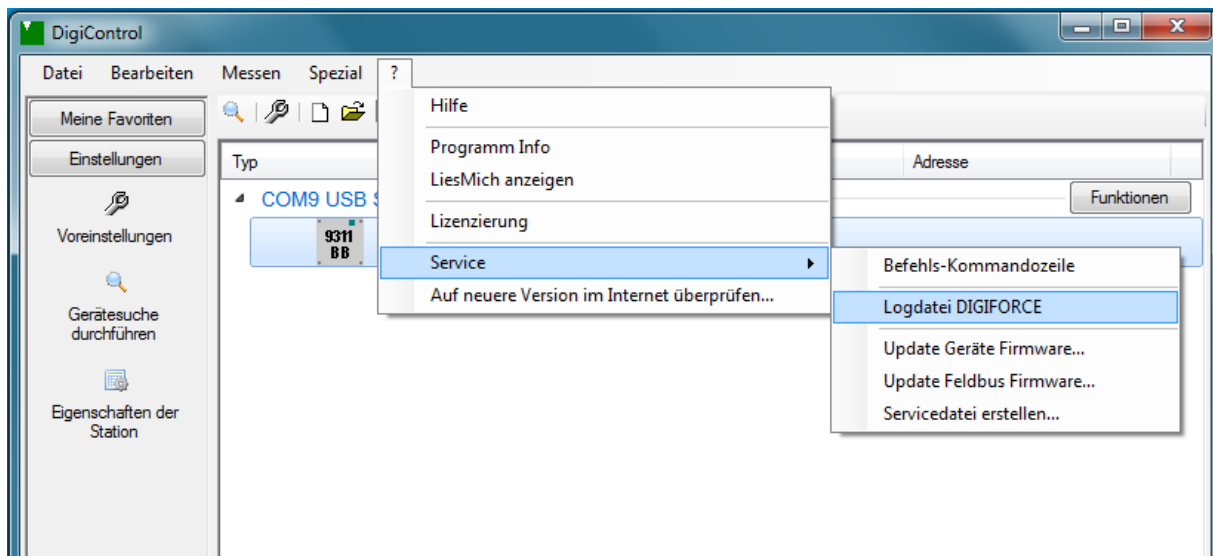 DigiControl
Datei Bearbeiten Messen Spezial ?
Meine Favoriten
Einstellungen
Voreinstellungen
Gerätesuche
durchführen
Eigenschaften der
Station
Hilfe
Programm Info
LiesMich anzeigen
Lizenzierung
Service
Auf neuere Version im Internet überprüfen...
Typ
Adresse
COM9 USB
Funktionen
9311
BB
Befehls-Kommandozeile
Logdatei DIGIFORCE
Update Geräte Firmware...
Update Feldbus Firmware...
Servicedatei erstellen...